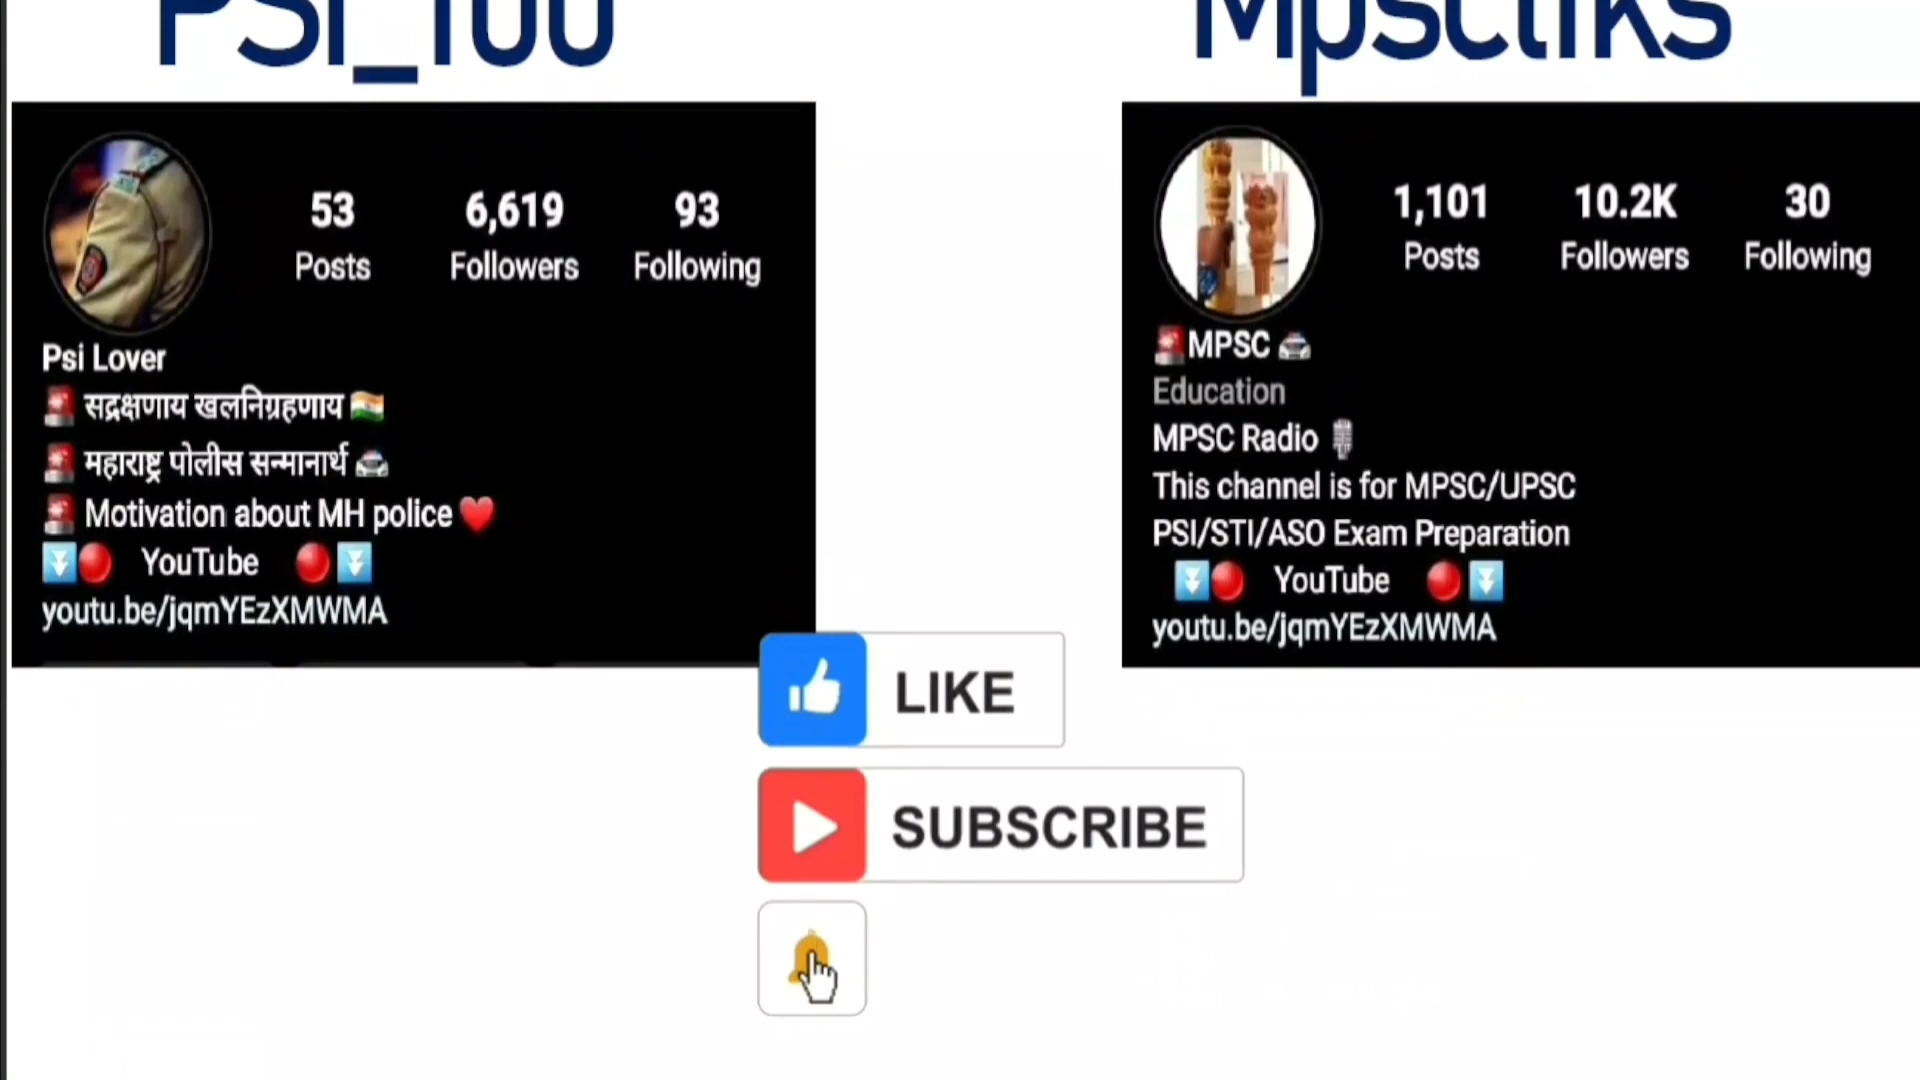 53 6,619 93
Posts Followers Following
Psi Lover
सद्रक्षणाय खलनिग्रहणाय
महाराष्ट्र पोलीस सन्मानार्थ
Motivation about MH police
YouTube
youtu.be/jqmYEzXMWMA
1,101 10.2K 30
Posts Followers Following
MPSC
Education
MPSC Radio
This channel is for MPSC/UPSC
PSI/STI/ASO Exam Preparation
YouTube
youtu.be/jqmYEzXMWMA
LIKE
SUBSCRIBE